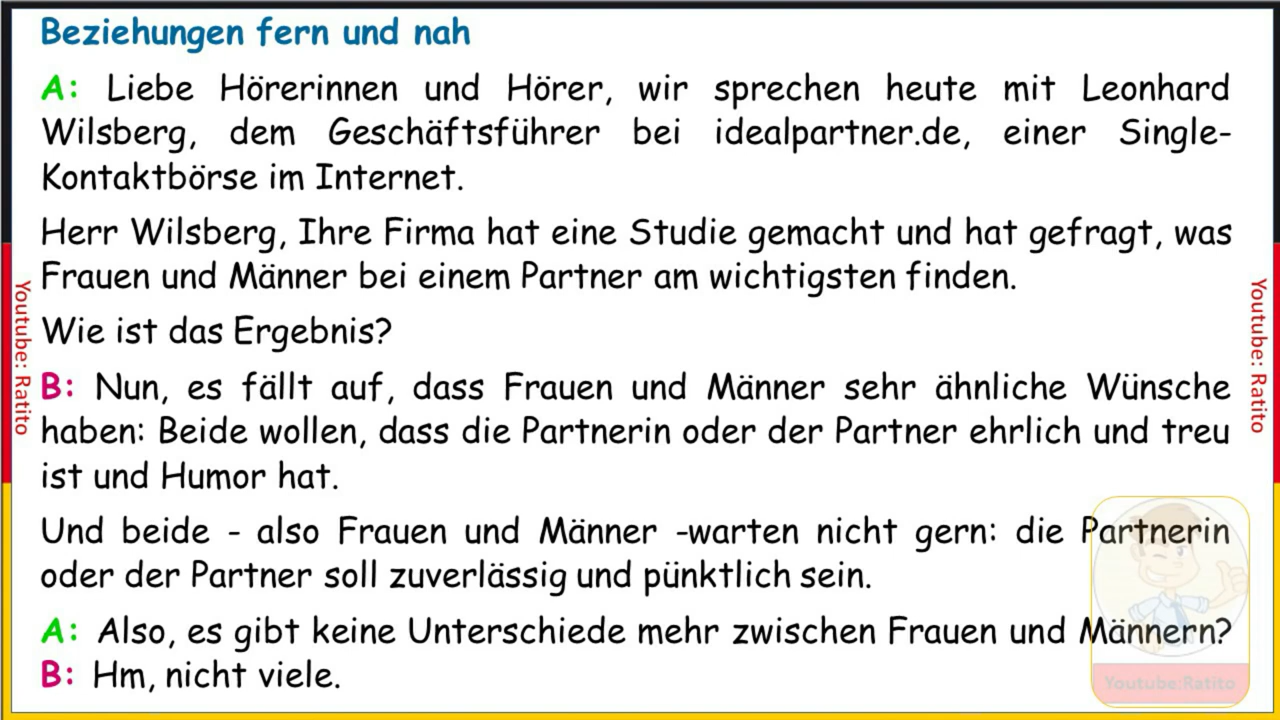 Beziehungen fern und nah
A: Liebe Hörerinnen und Hörer, wir sprechen heute mit Leonhard
Wilsberg, dem Geschäftsführer bei idealpartner.de, einer Single-
Kontaktbörse im Internet.
Herr Wilsberg, Ihre Firma hat eine Studie gemacht und hat gefragt, was
Frauen und Männer bei einem Partner am wichtigsten finden.
Wie ist das Ergebnis?
B: Nun, es fällt auf, dass Frauen und Männer sehr ähnliche Wünsche
haben: Beide wollen, dass die Partnerin oder der Partner ehrlich und treu
ist und Humor hat.
Und beide - also Frauen und Männer -warten nicht gern: die Partnerin
oder der Partner soll zuverlässig und pünktlich sein.
A: Also, es gibt keine Unterschiede mehr zwischen Frauen und Männern?
B: Hm, nicht viele.
Youtube: Ratito
Youtube: Ratito
Youtube:Ratito